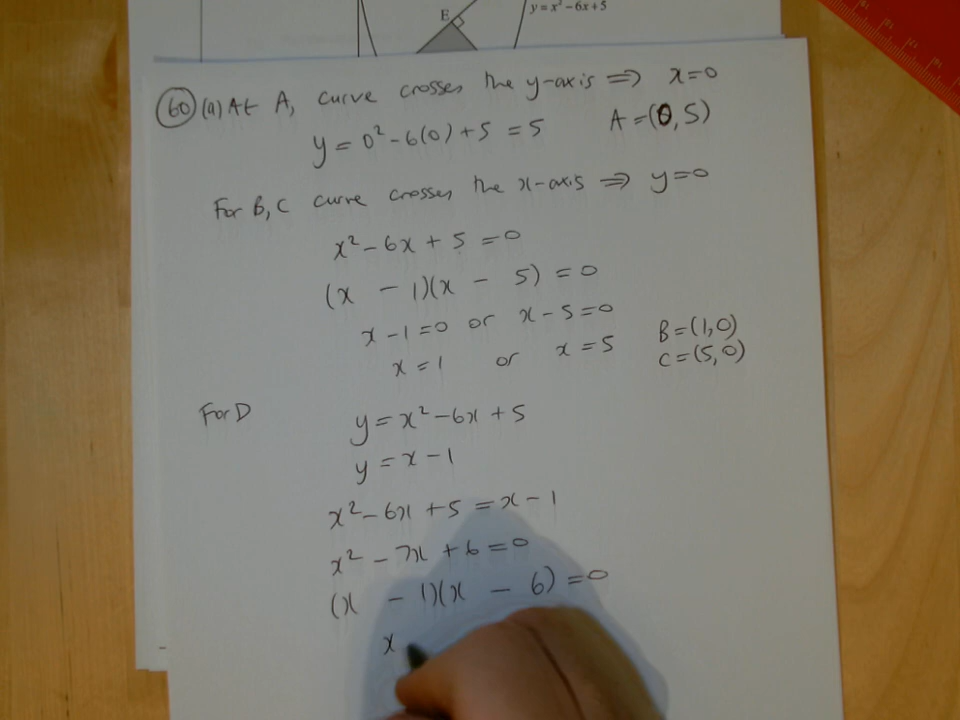 E
y=x²-6x+5
60 (a) At A, curve crosses the y-axis ⇒ x=0
y = 0² - 6(0) + 5 = 5 A = (0, 5)
For B, C curve crosses the x-axis ⇒ y=0
x² - 6x + 5 = 0
(x - 1)(x - 5) = 0
x - 1 = 0 or x - 5 = 0
x = 1 or x = 5
B = (1, 0)
C = (5, 0)
For D
y = x² - 6x + 5
y = x - 1
x² - 6x + 5 = x - 1
x² - 7x + 6 = 0
(x - 1)(x - 6) = 0
x